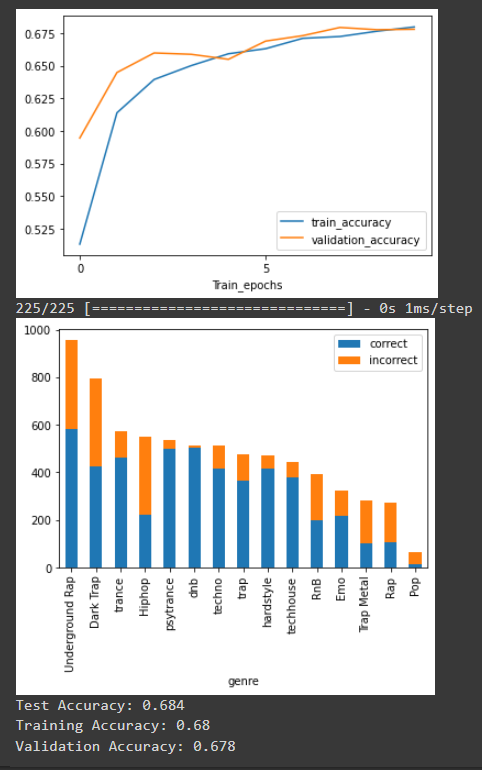 0.675
0.650
0.625
0.600
0.575
0.550
0.525
train_accuracy
validation_accuracy
0 5
Train_epochs
225/225 [==============================] - 0s 1ms/step
1000
800
600
400
200
0
correct
incorrect
Underground Rap
Dark Trap
trance
Hiphop
psytrance
dnb
techno
trap
hardstyle
techhouse
RnB
Emo
Trap Metal
Rap
Pop
genre
Test Accuracy: 0.684
Training Accuracy: 0.68
Validation Accuracy: 0.678